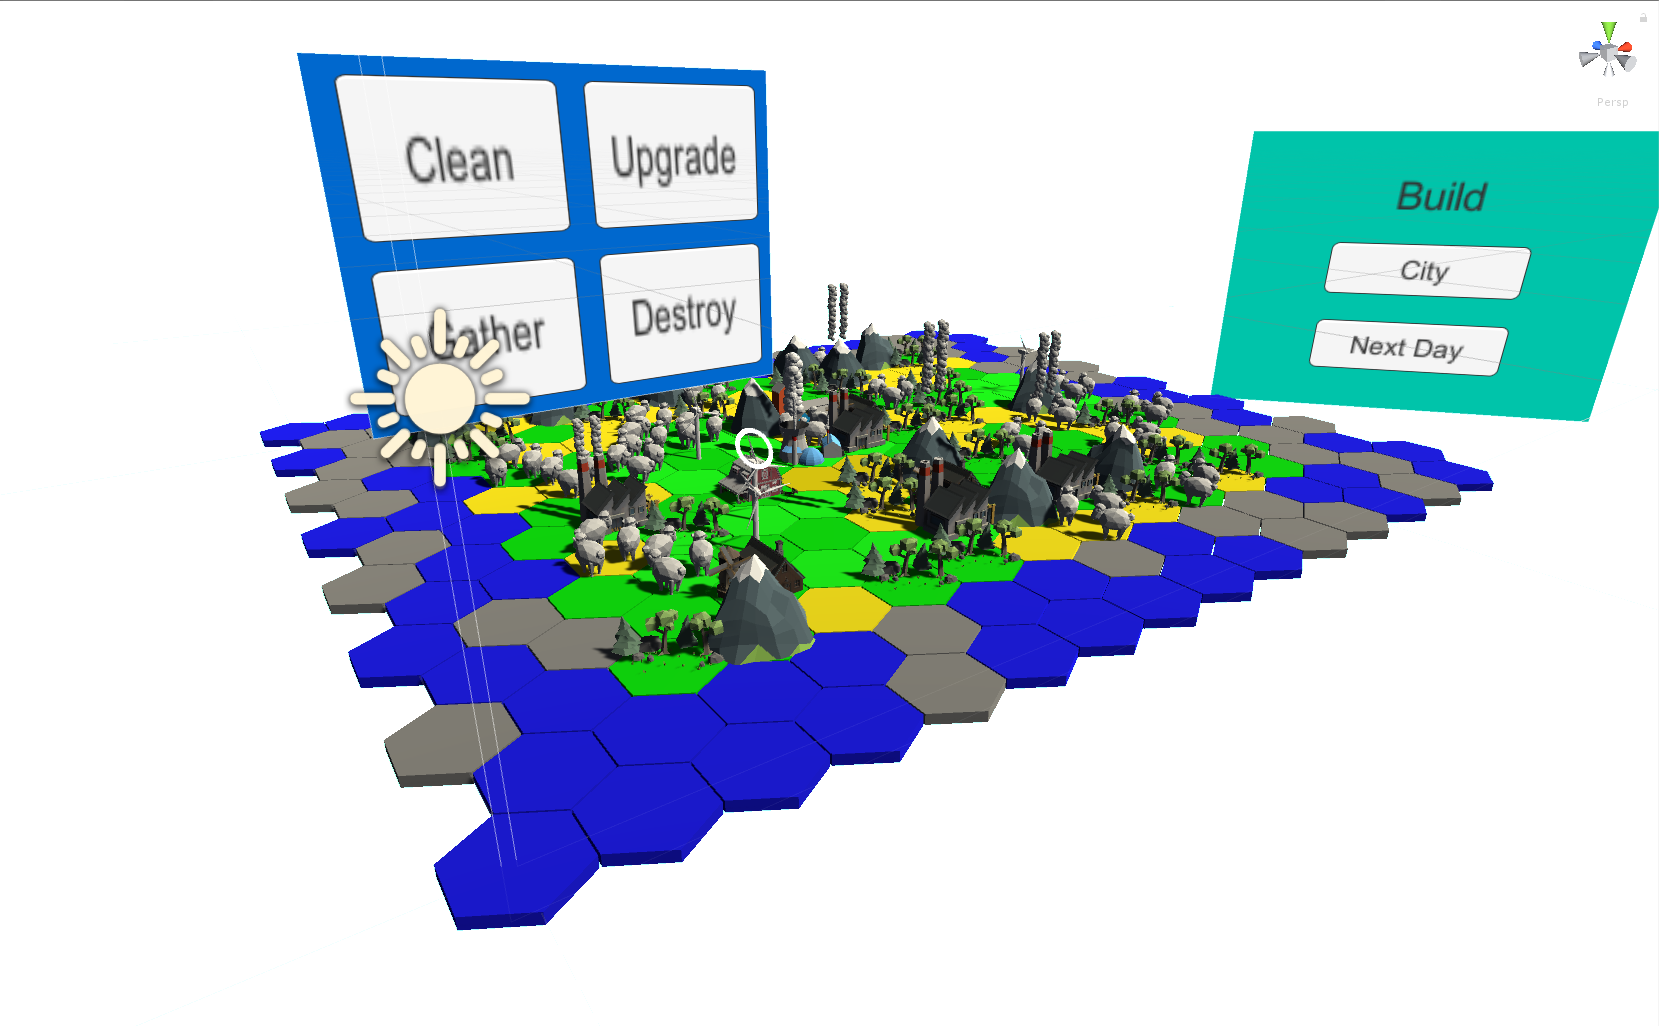 Clean
Upgrade
Gather
Destroy
Build
City
Next Day
Persp